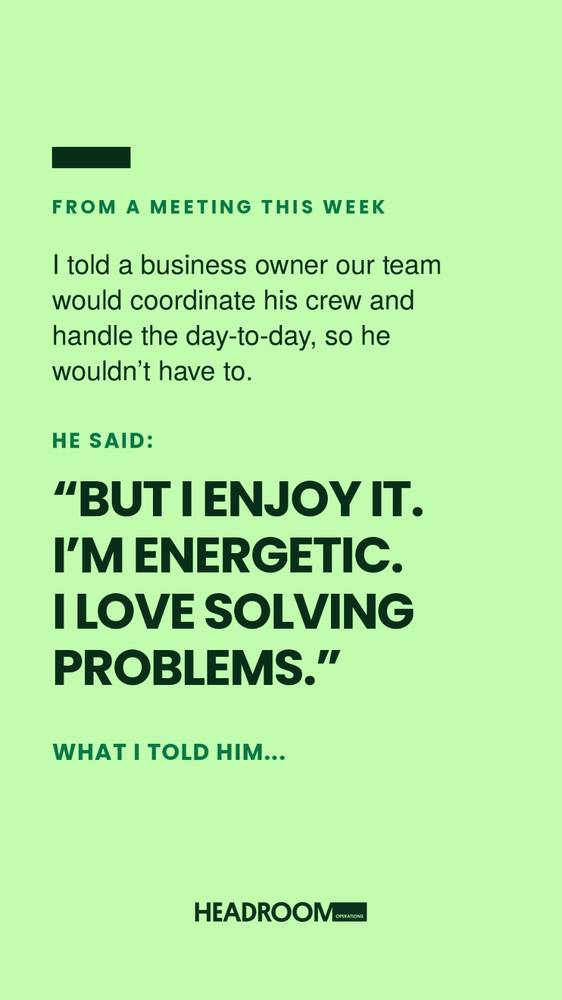 FROM A MEETING THIS WEEK
I told a business owner our team
would coordinate his crew and
handle the day-to-day, so he
wouldn’t have to.
HE SAID:
“BUT I ENJOY IT.
I’M ENERGETIC.
I LOVE SOLVING
PROBLEMS.”
WHAT I TOLD HIM...
HEADROOM OPERATIONS